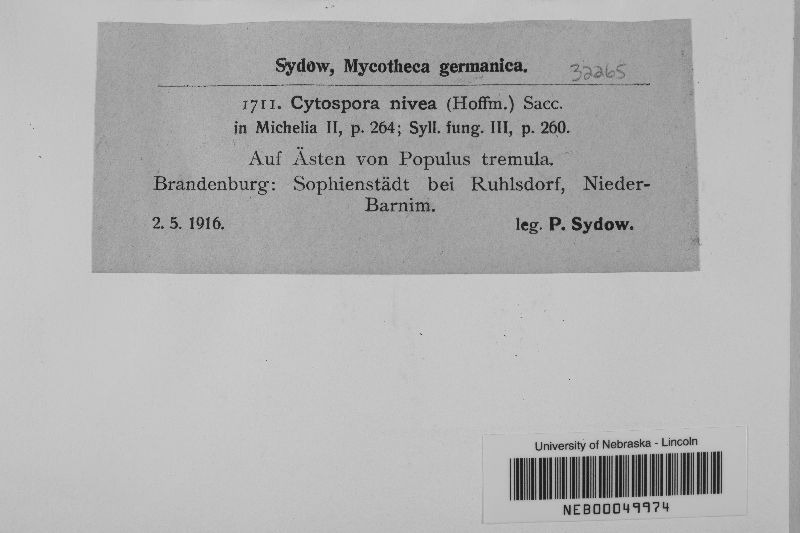 Sydow, Mycotheca germanica. 32265
1711. Cytospora nivea (Hoffm.) Sacc.
in Michelia II, p. 264; Syll. fung. III, p. 260.
Auf Ästen von Populus tremula.
Brandenburg: Sophienstädt bei Ruhlsdorf, Nieder-
Barnim.
2. 5. 1916. leg. P. Sydow.
University of Nebraska - Lincoln
NEB00049974